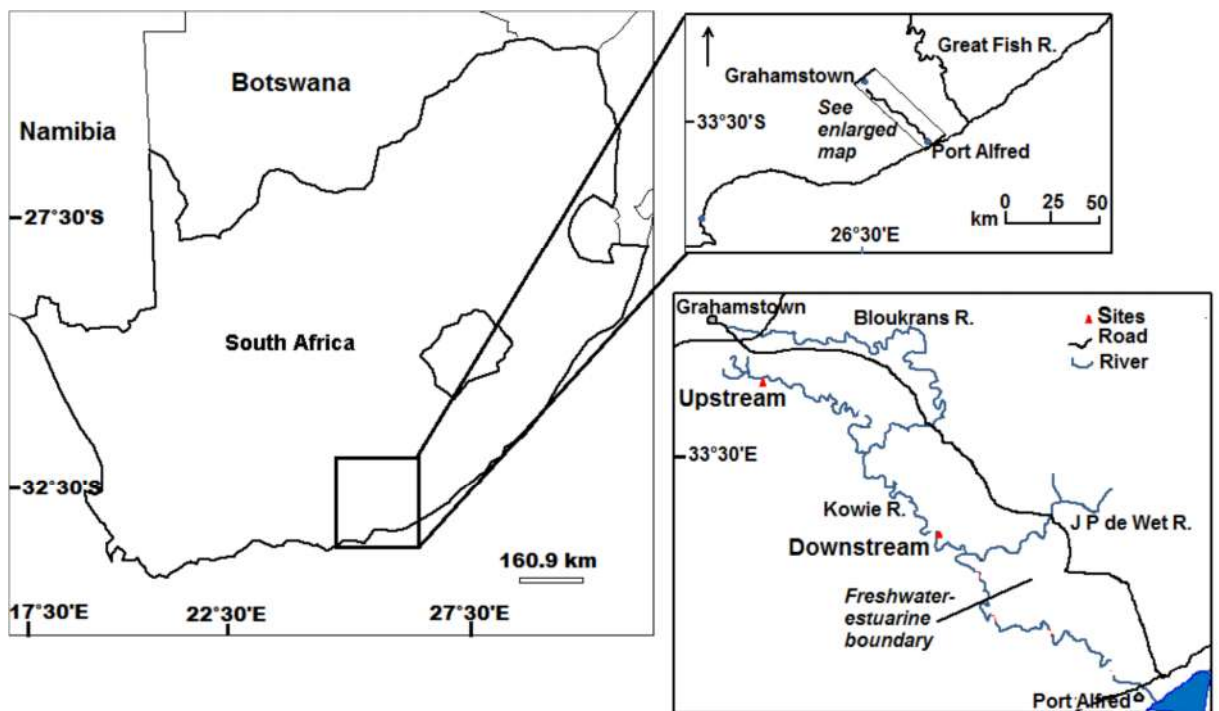 Botswana
Namibia
27°30'S
South Africa
32°30'S
160.9 km
17°30'E
22°30'E
27°30'E
Great Fish R.
Grahamstown
See
enlarged
map
33°30'S
Port Alfred
0 25 50
km
26°30'E
Grahamstown
Bloukrans R.
Sites
Road
River
Upstream
33°30'E
Kowie R.
J P de Wet R.
Downstream
Freshwater-
estuarine
boundary
Port Alfred